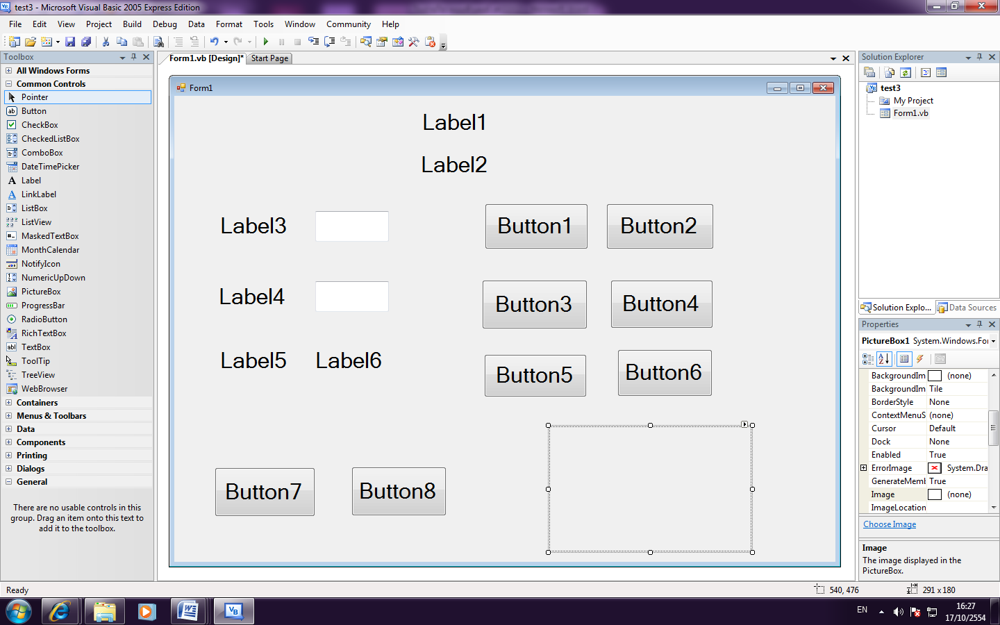 test3 - Microsoft Visual Basic 2005 Express Edition
File Edit View Project Build Debug Data Format Tools Window Community Help
Toolbox
All Windows Forms
Common Controls
Pointer
Button
CheckBox
CheckedListBox
ComboBox
DateTimePicker
Label
LinkLabel
ListBox
ListView
MaskedTextBox
MonthCalendar
NotifyIcon
NumericUpDown
PictureBox
ProgressBar
RadioButton
RichTextBox
TextBox
ToolTip
TreeView
WebBrowser
Containers
Menus & Toolbars
Data
Components
Printing
Dialogs
General
There are no usable controls in this
group. Drag an item onto this text to
add it to the toolbox.
Form1.vb [Design]* Start Page
Form1
Label1
Label2
Label3 Button1 Button2
Label4 Button3 Button4
Label5 Label6 Button5 Button6
Button7 Button8
Solution Explorer
test3
My Project
Form1.vb
Solution Explo... Data Sources
Properties
PictureBox1 System.Windows.For
BackgroundIm (none)
BackgroundIm Tile
BorderStyle None
ContextMenuS (none)
Cursor Default
Dock None
Enabled True
ErrorImage System.Dra
GenerateMemb True
Image (none)
ImageLocation
Choose Image
Image
The image displayed in the
PictureBox.
Ready 540, 476 291 x 180
EN 16:27
17/10/2554